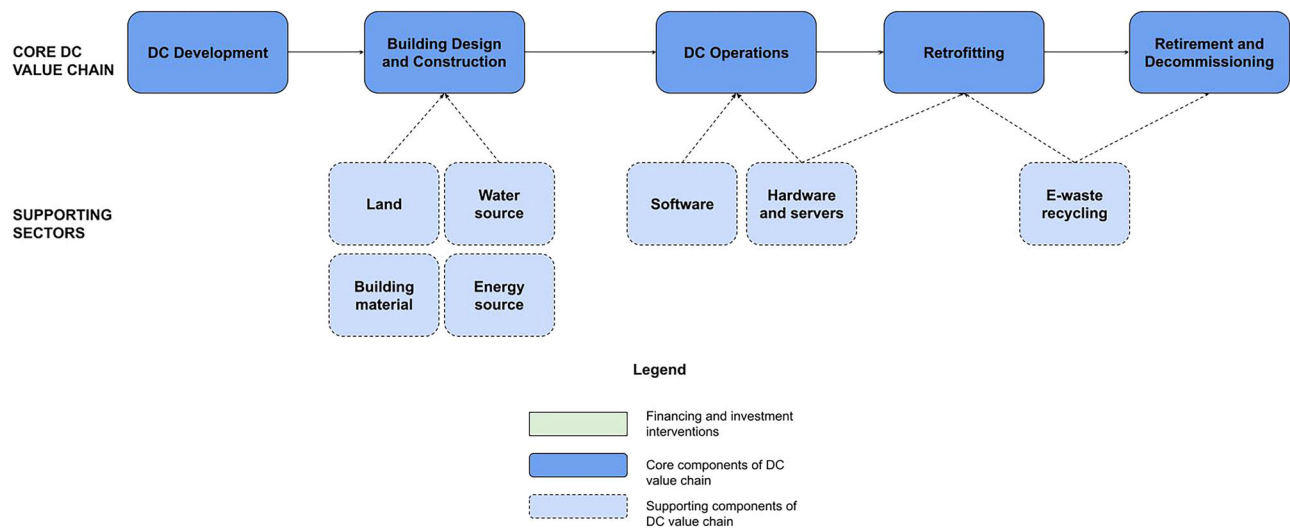 CORE DC
VALUE CHAIN
DC Development
Building Design
and Construction
DC Operations
Retrofitting
Retirement and
Decommissioning
SUPPORTING
SECTORS
Land
Water
source
Software
Hardware
and servers
E-waste
recycling
Building
material
Energy
source
Legend
Financing and investment
interventions
Core components of DC
value chain
Supporting components of
DC value chain